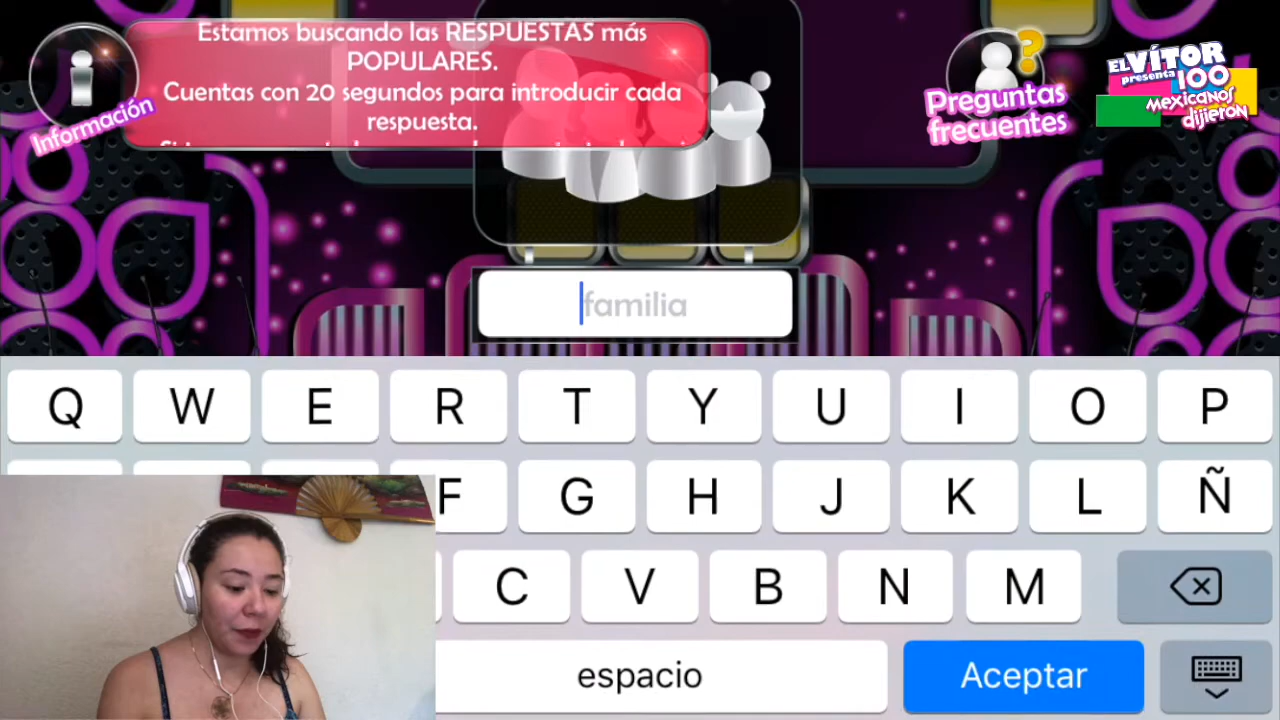 Estamos buscando las RESPUESTAS más
POPULARES.
Cuentas con 20 segundos para introducir cada
respuesta.
Información
Preguntas
frecuentes
EL VÍTOR
presenta 100
Mexicanos
dijeron
familia
Q W E R T Y U I O P
F G H J K L Ñ
C V B N M
espacio
Aceptar